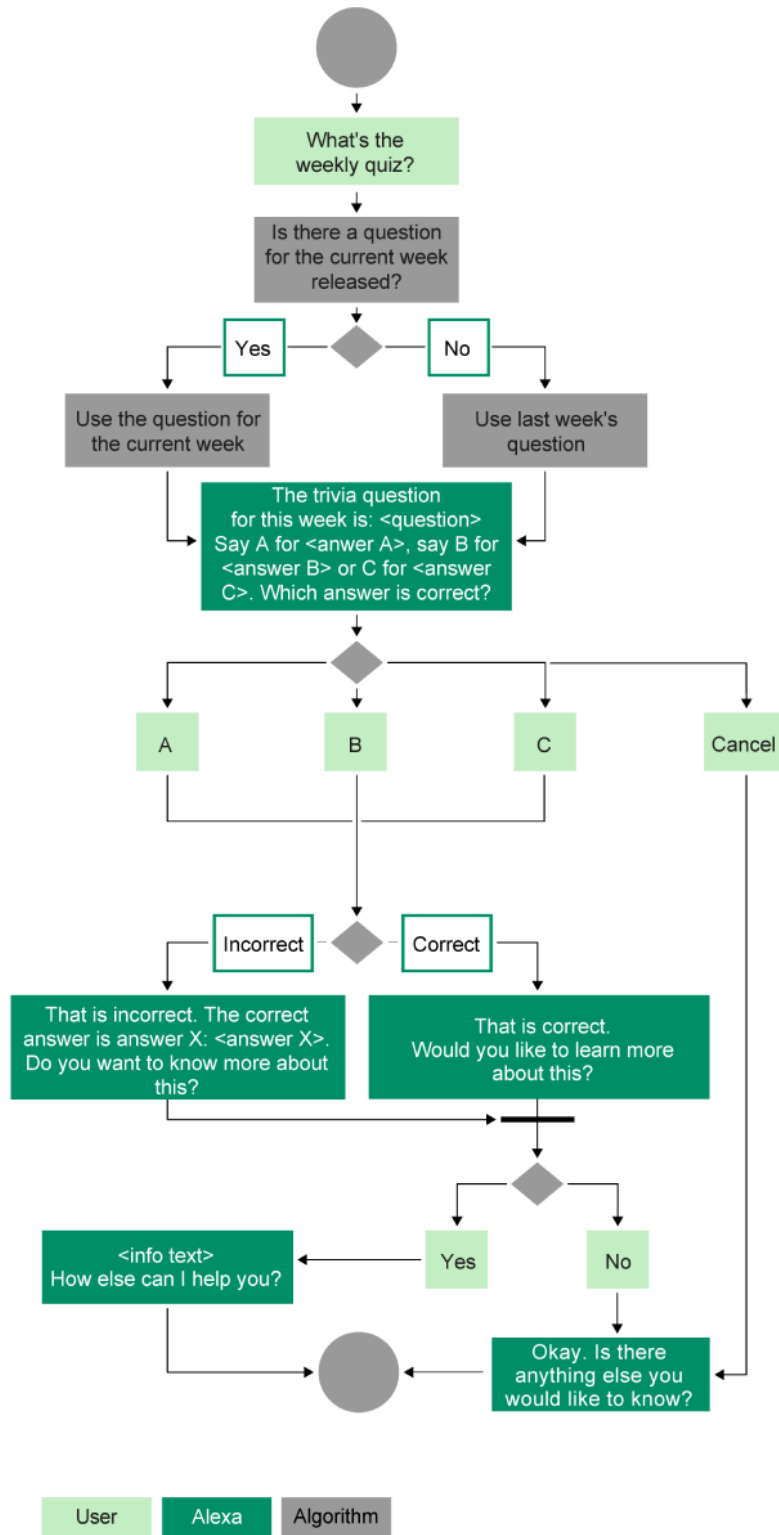 What's the
weekly quiz?
Is there a question
for the current week
released?
Yes
No
Use the question for
the current week
Use last week's
question
The trivia question
for this week is: <question>
Say A for <anwer A>, say B for
<answer B> or C for <answer
C>. Which answer is correct?
A
B
C
Cancel
Incorrect
Correct
That is incorrect. The correct
answer is answer X: <answer X>.
Do you want to know more about
this?
That is correct.
Would you like to learn more
about this?
Yes
No
<info text>
How else can I help you?
Okay. Is there
anything else you
would like to know?
User
Alexa
Algorithm